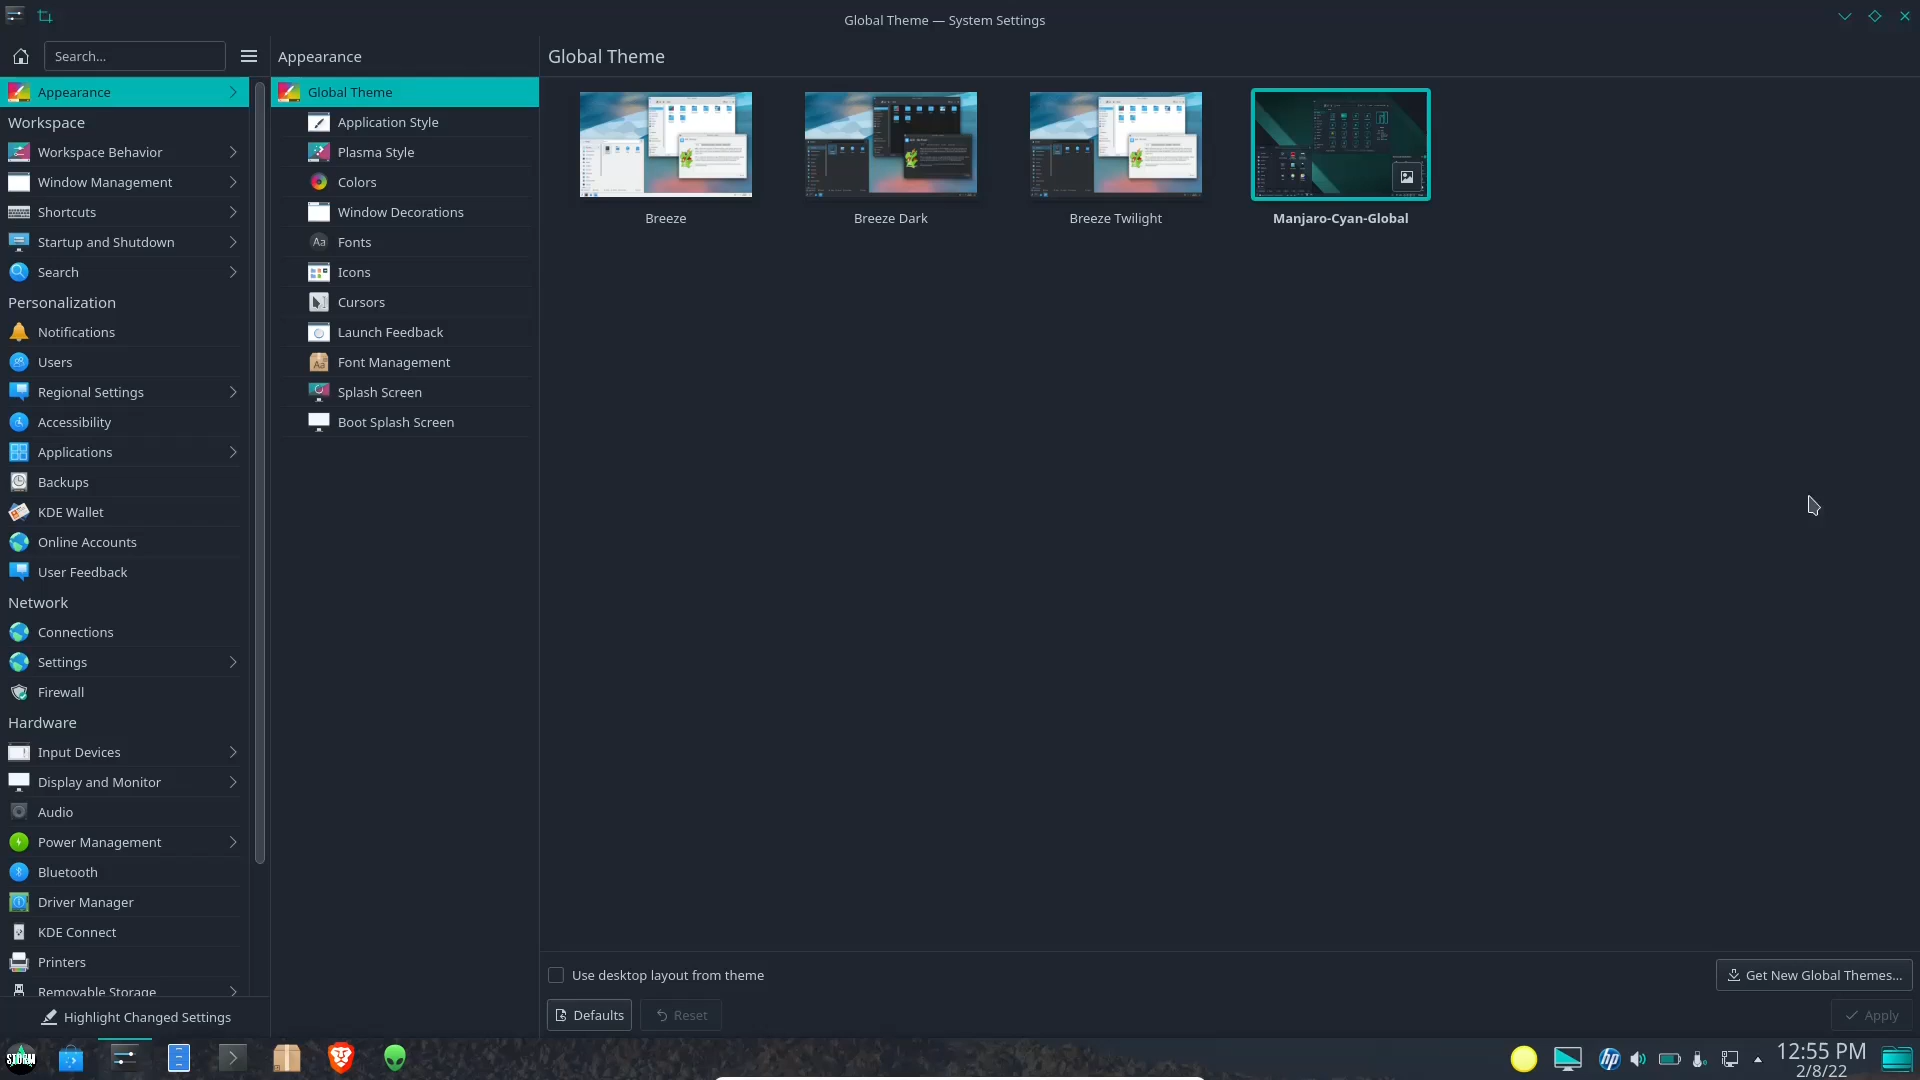 Global Theme — System Settings
Search...
Appearance
Global Theme
Appearance
Workspace
Workspace Behavior
Window Management
Shortcuts
Startup and Shutdown
Search
Personalization
Notifications
Users
Regional Settings
Accessibility
Applications
Backups
KDE Wallet
Online Accounts
User Feedback
Network
Connections
Settings
Firewall
Hardware
Input Devices
Display and Monitor
Audio
Power Management
Bluetooth
Driver Manager
KDE Connect
Printers
Removable Storage
Highlight Changed Settings
Global Theme
Application Style
Plasma Style
Colors
Window Decorations
Aa Fonts
Icons
Cursors
Launch Feedback
Font Management
Splash Screen
Boot Splash Screen
Breeze
Breeze Dark
Breeze Twilight
Manjaro-Cyan-Global
Use desktop layout from theme
Get New Global Themes...
Defaults
Reset
Apply
STORM
hp
12:55 PM
2/8/22